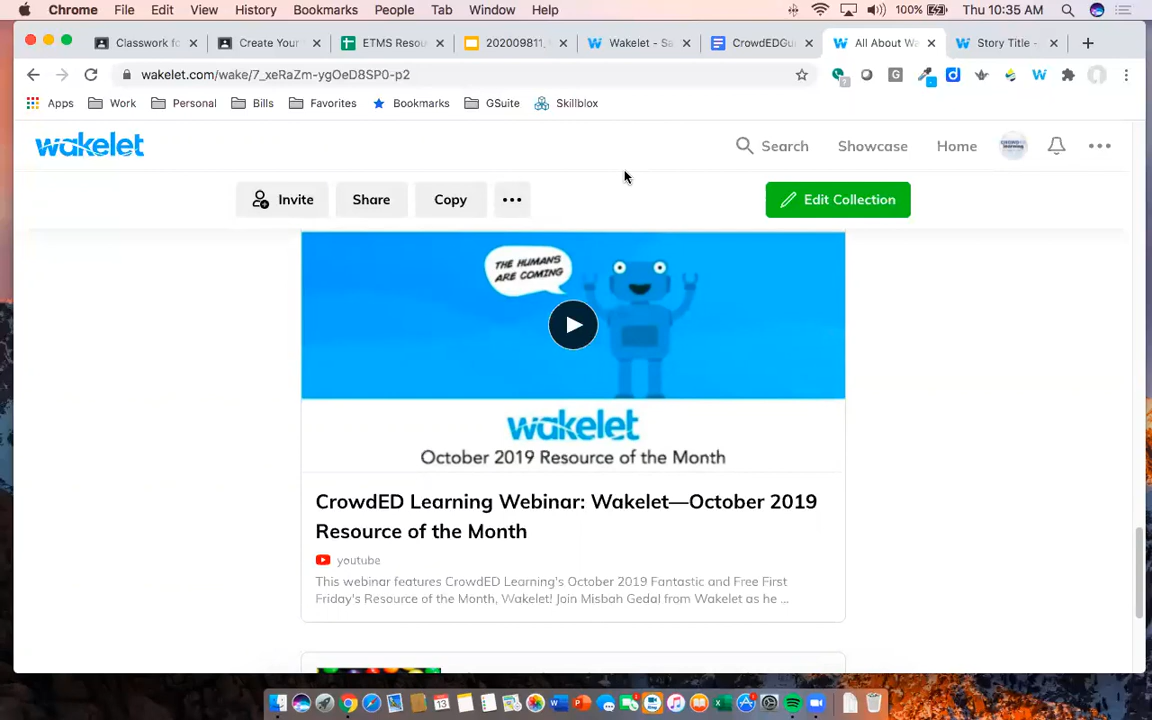 Chrome File Edit View History Bookmarks People Tab Window Help 100% Thu 10:35 AM
Classwork fo Create Your ETMS Resou 202009811_ Wakelet - Sa CrowdEDGu All About Wa Story Title -
wakelet.com/wake/7_xeRaZm-ygOeD8SP0-p2
Apps Work Personal Bills Favorites Bookmarks GSuite Skillblox
wakelet Search Showcase Home
Invite Share Copy Edit Collection
THE HUMANS
ARE COMING
wakelet
October 2019 Resource of the Month
CrowdED Learning Webinar: Wakelet—October 2019
Resource of the Month
youtube
This webinar features CrowdED Learning's October 2019 Fantastic and Free First
Friday's Resource of the Month, Wakelet! Join Misbah Gedal from Wakelet as he ...